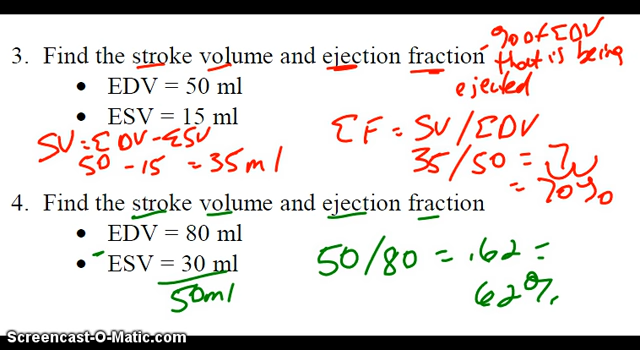 3. Find the stroke volume and ejection fraction
% of EDV
that is being
ejected
• EDV = 50 ml
• ESV = 15 ml
SV = EDV - ESV
50 - 15 = 35 ml
EF = SV / EDV
35 / 50 = .7
= 70%
4. Find the stroke volume and ejection fraction
• EDV = 80 ml
• - ESV = 30 ml
50ml
50/80 = .62 =
62%
Screencast-O-Matic.com